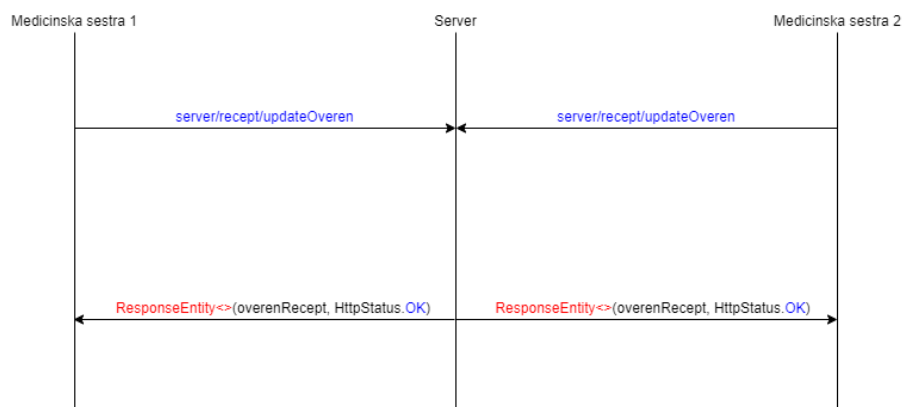 Medicinska sestra 1
Server
Medicinska sestra 2
server/recept/updateOveren
server/recept/updateOveren
ResponseEntity<>(overenRecept, HttpStatus.OK)
ResponseEntity<>(overenRecept, HttpStatus.OK)